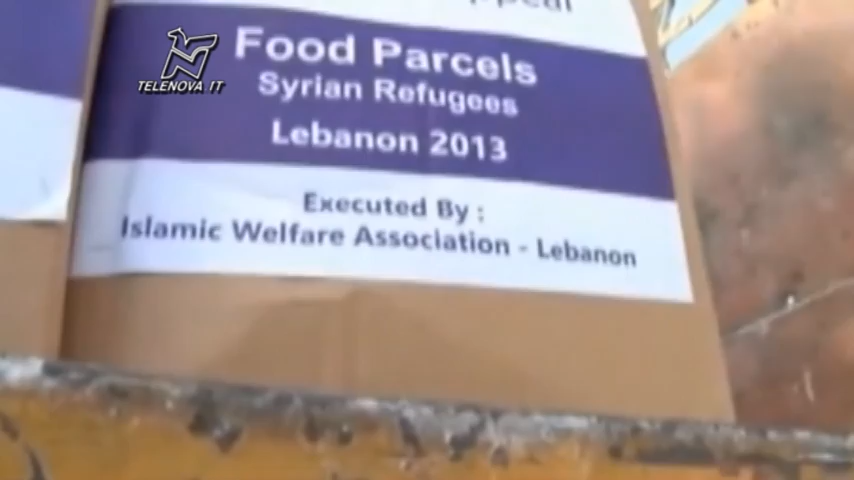 Food Parcels
Syrian Refugees
Lebanon 2013
Executed By :
Islamic Welfare Association - Lebanon
TELENOVA.IT